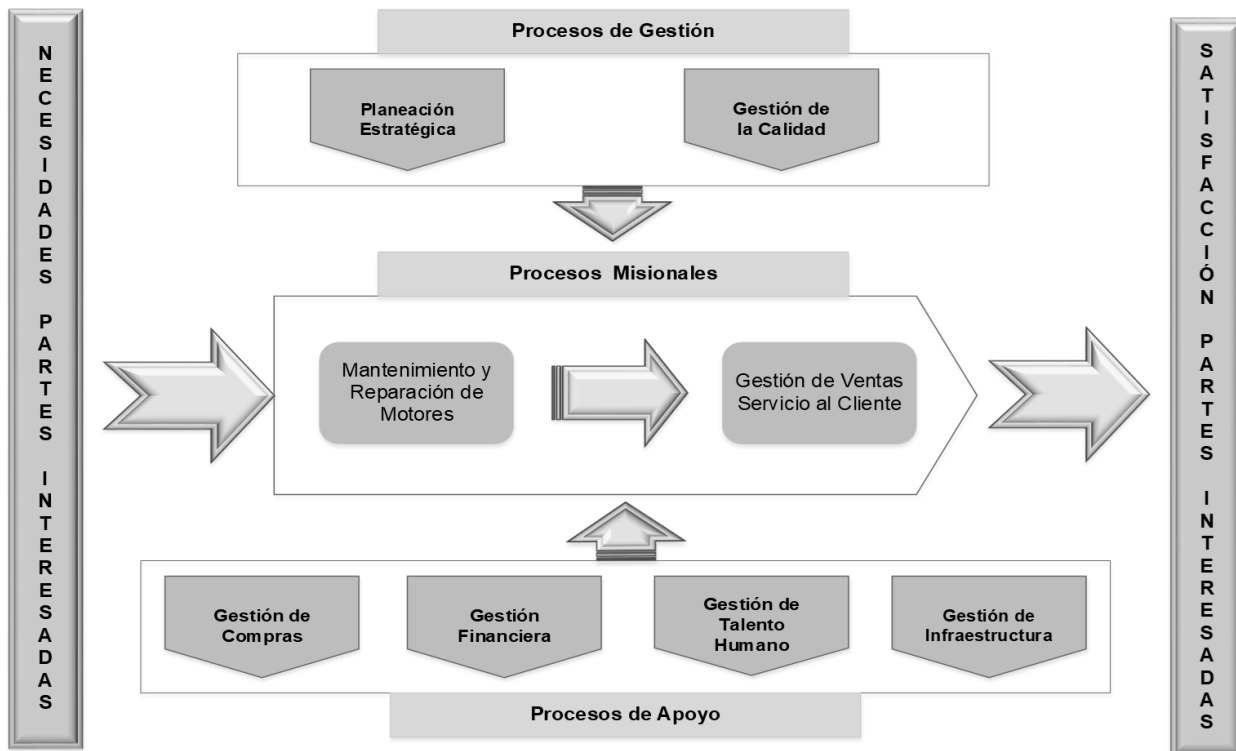 NECESIDADES PARTES INTERESADAS
Procesos de Gestión
Planeación
Estratégica
Gestión de
la Calidad
Procesos Misionales
Mantenimiento y
Reparación de
Motores
Gestión de Ventas
Servicio al Cliente
Gestión de
Compras
Gestión
Financiera
Gestión de
Talento
Humano
Gestión de
Infraestructura
Procesos de Apoyo
SATISFACCIÓN PARTES INTERESADAS